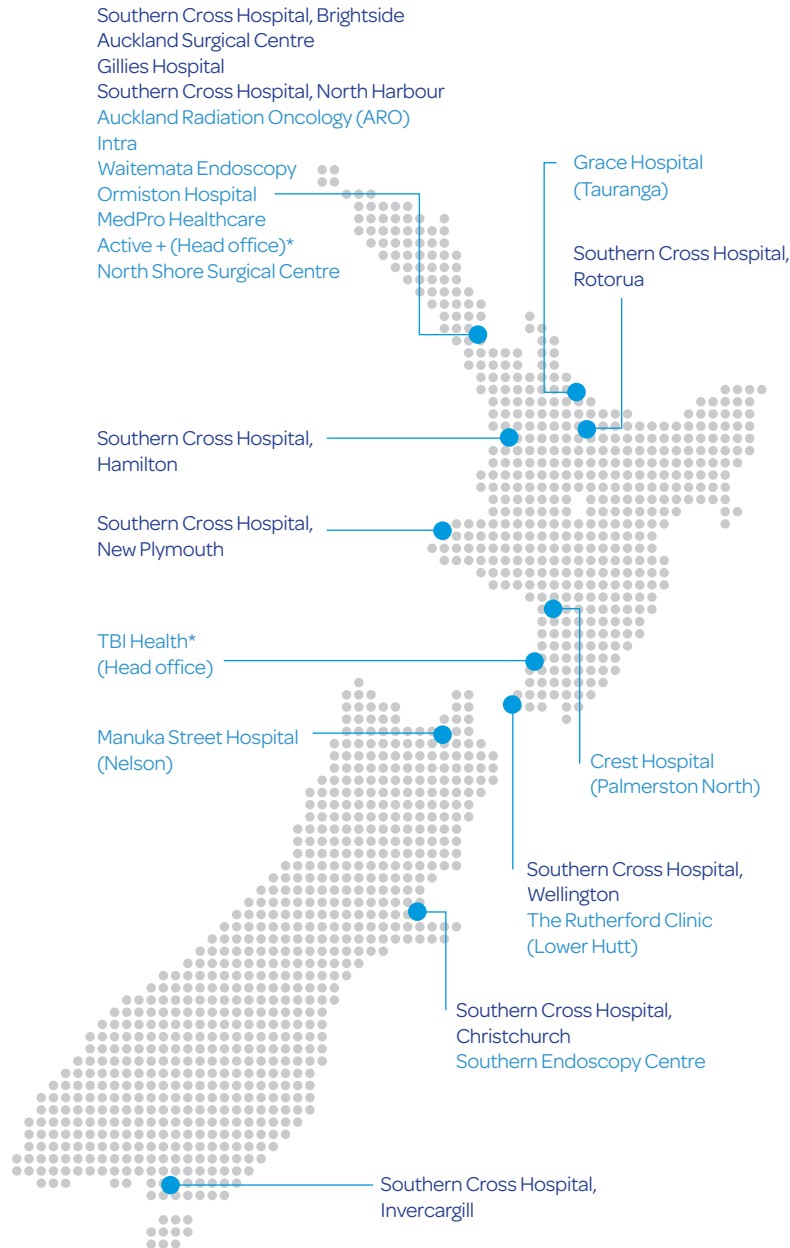 Southern Cross Hospital, Brightside
Auckland Surgical Centre
Gillies Hospital
Southern Cross Hospital, North Harbour
Auckland Radiation Oncology (ARO)
Intra
Waitemata Endoscopy
Ormiston Hospital
MedPro Healthcare
Active + (Head office)*
North Shore Surgical Centre
Grace Hospital
(Tauranga)
Southern Cross Hospital,
Rotorua
Southern Cross Hospital,
Hamilton
Southern Cross Hospital,
New Plymouth
TBI Health*
(Head office)
Manuka Street Hospital
(Nelson)
Crest Hospital
(Palmerston North)
Southern Cross Hospital,
Wellington
The Rutherford Clinic
(Lower Hutt)
Southern Cross Hospital,
Christchurch
Southern Endoscopy Centre
Southern Cross Hospital,
Invercargill